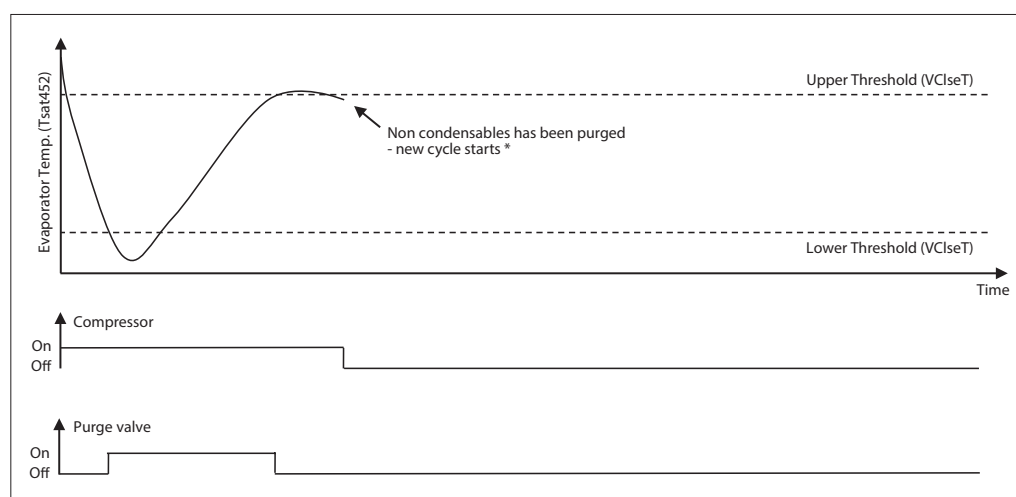 Evaporator Temp. (Tsat452)
Upper Threshold (VClseT)
Non condensables has been purged
- new cycle starts *
Lower Threshold (VClseT)
Time
Compressor
On
Off
Purge valve
On
Off